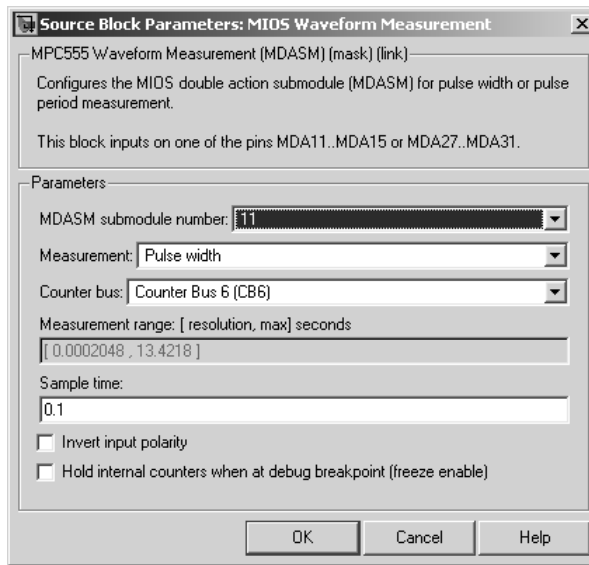 Source Block Parameters: MIOS Waveform Measurement
MPC555 Waveform Measurement (MDASM) (mask) (link)
Configures the MIOS double action submodule (MDASM) for pulse width or pulse
period measurement.
This block inputs on one of the pins MDA11..MDA15 or MDA27..MDA31.
Parameters
MDASM submodule number: 11
Measurement: Pulse width
Counter bus: Counter Bus 6 (CB6)
Measurement range: [ resolution, max] seconds
[ 0.0002048 , 13.4218 ]
Sample time:
0.1
Invert input polarity
Hold internal counters when at debug breakpoint (freeze enable)
OK Cancel Help